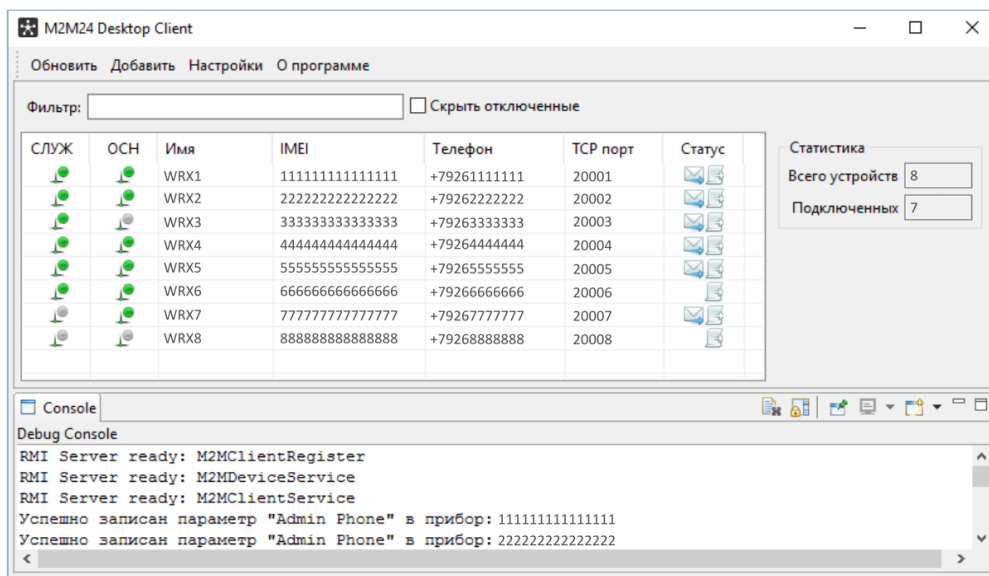 M2M24 Desktop Client
Обновить Добавить Настройки О программе
Фильтр: Скрыть отключенные
СЛУЖ ОСН Имя IMEI Телефон TCP порт Статус
WRX1 111111111111111 +79261111111 20001
WRX2 222222222222222 +79262222222 20002
WRX3 333333333333333 +79263333333 20003
WRX4 444444444444444 +79264444444 20004
WRX5 555555555555555 +79265555555 20005
WRX6 666666666666666 +79266666666 20006
WRX7 777777777777777 +79267777777 20007
WRX8 888888888888888 +79268888888 20008
Статистика
Всего устройств 8
Подключенных 7
Console
Debug Console
RMI Server ready: M2MClientRegister
RMI Server ready: M2MDeviceService
RMI Server ready: M2MClientService
Успешно записан параметр "Admin Phone" в прибор: 111111111111111
Успешно записан параметр "Admin Phone" в прибор: 222222222222222